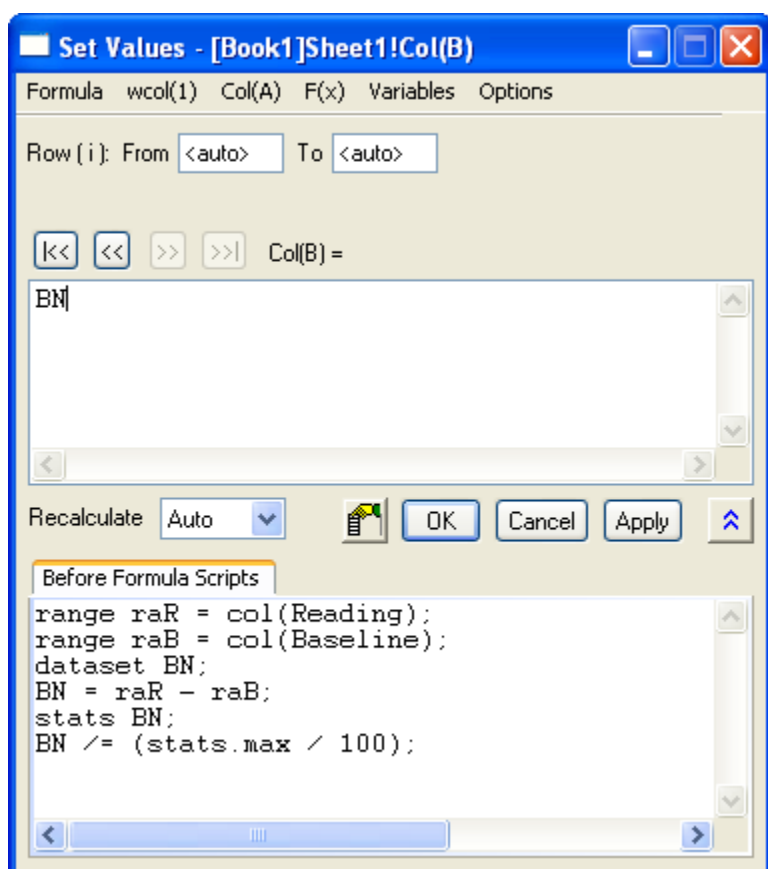 Set Values - [Book1]Sheet1!Col(B)
Formula wcol(1) Col(A) F(x) Variables Options
Row (i): From <auto> To <auto>
|<< << >> >>| Col(B) =
BN
Recalculate Auto OK Cancel Apply
Before Formula Scripts
range raR = col(Reading);
range raB = col(Baseline);
dataset BN;
BN = raR - raB;
stats BN;
BN /= (stats.max / 100);